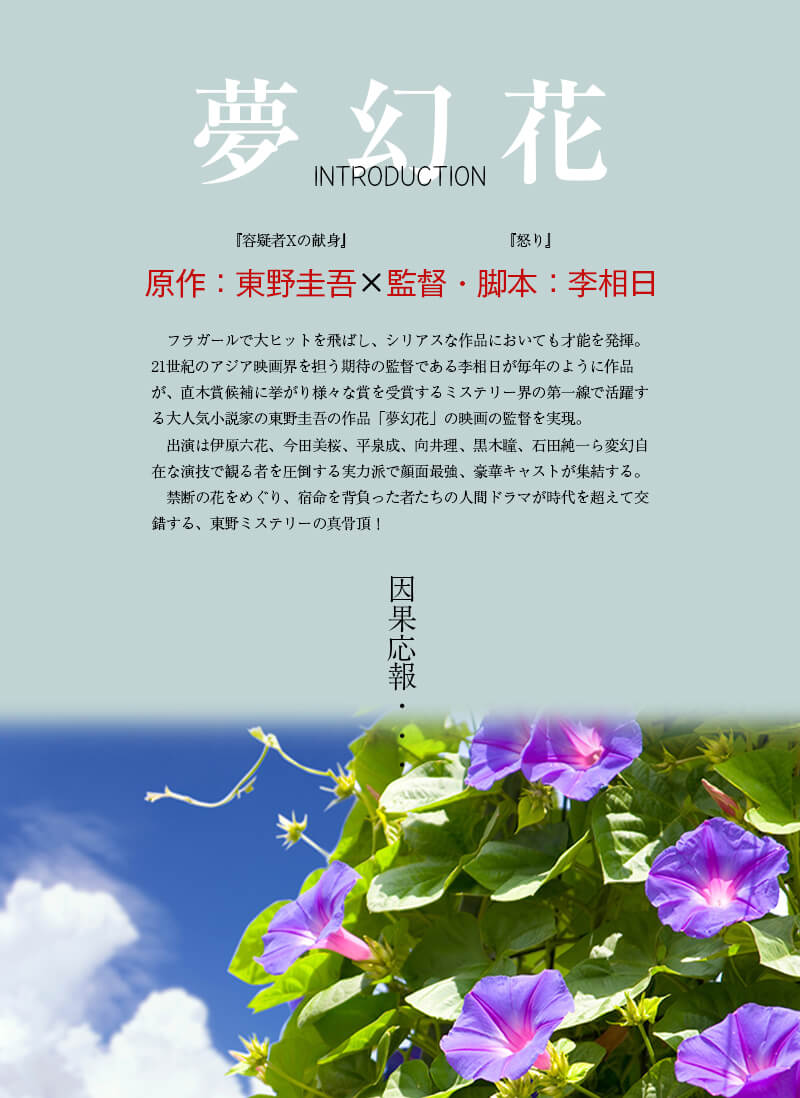 夢幻花
INTRODUCTION
『容疑者Xの献身』
『怒り』
原作：東野圭吾×監督・脚本：李相日
フラガールで大ヒットを飛ばし、シリアスな作品においても才能を発揮。
21世紀のアジア映画界を担う期待の監督である李相日が毎年のように作品
が、直木賞候補に挙がり様々な賞を受賞するミステリー界の第一線で活躍す
る大人気小説家の東野圭吾の作品「夢幻花」の映画の監督を実現。
出演は伊原六花、今田美桜、平泉成、向井理、黒木瞳、石田純一ら変幻自
在な演技で観る者を圧倒する実力派で顔面最強、豪華キャストが集結する。
禁断の花をめぐり、宿命を背負った者たちの人間ドラマが時代を超えて交
錯する、東野ミステリーの真骨頂！
因果応報・・・